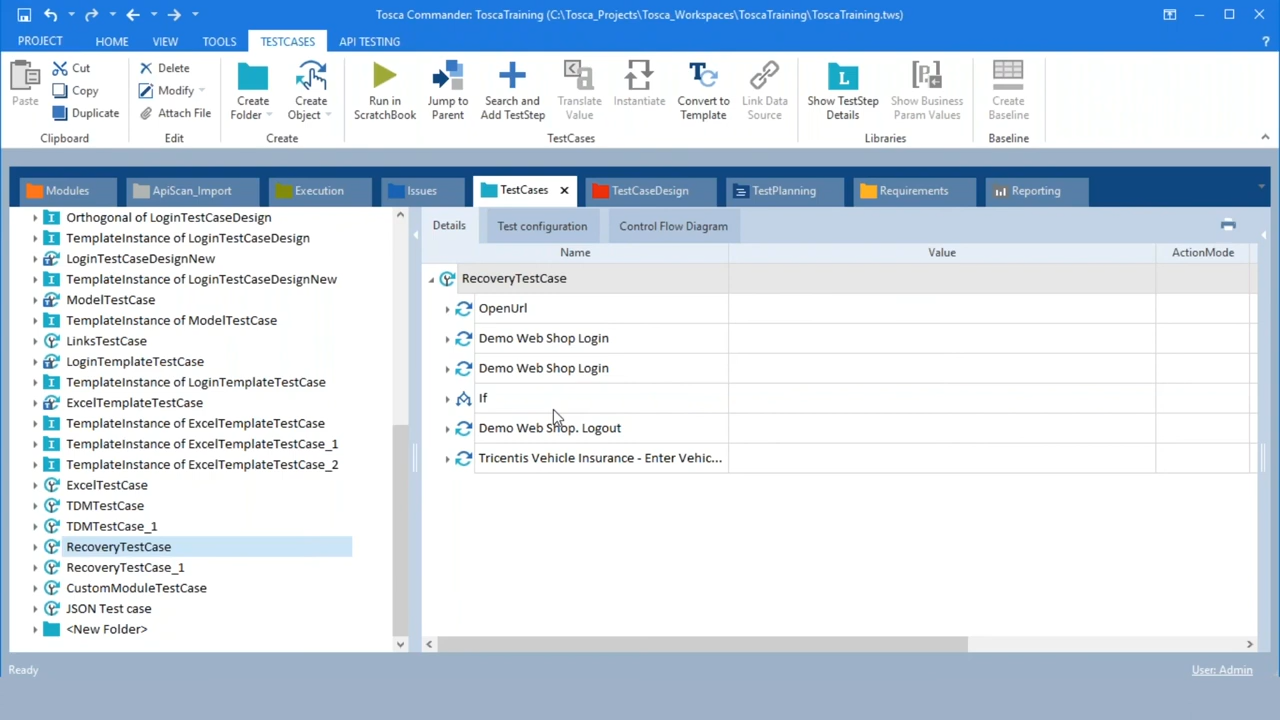 Tosca Commander: ToscaTraining (C:\Tosca_Projects\Tosca_Workspaces\ToscaTraining\ToscaTraining.tws)
PROJECT HOME VIEW TOOLS TESTCASES API TESTING ?
Paste
Cut
Copy
Duplicate
Clipboard
Delete
Modify
Attach File
Edit
Create Folder
Create Object
Create
Run in ScratchBook
Jump to Parent
Search and Add TestStep
Translate Value
Instantiate
Convert to Template
Link Data Source
TestCases
Show TestStep Details
Show Business Param Values
Libraries
Create Baseline
Baseline
Modules ApiScan_Import Execution Issues TestCases TestCaseDesign TestPlanning Requirements Reporting
Orthogonal of LoginTestCaseDesign
TemplateInstance of LoginTestCaseDesign
LoginTestCaseDesignNew
TemplateInstance of LoginTestCaseDesignNew
ModelTestCase
TemplateInstance of ModelTestCase
LinksTestCase
LoginTemplateTestCase
TemplateInstance of LoginTemplateTestCase
ExcelTemplateTestCase
TemplateInstance of ExcelTemplateTestCase
TemplateInstance of ExcelTemplateTestCase_1
TemplateInstance of ExcelTemplateTestCase_2
ExcelTestCase
TDMTestCase
TDMTestCase_1
RecoveryTestCase
RecoveryTestCase_1
CustomModuleTestCase
JSON Test case
<New Folder>
Details Test configuration Control Flow Diagram
Name Value ActionMode
RecoveryTestCase
OpenUrl
Demo Web Shop Login
Demo Web Shop Login
If
Demo Web Shop. Logout
Tricentis Vehicle Insurance - Enter Vehic...
Ready
User: Admin